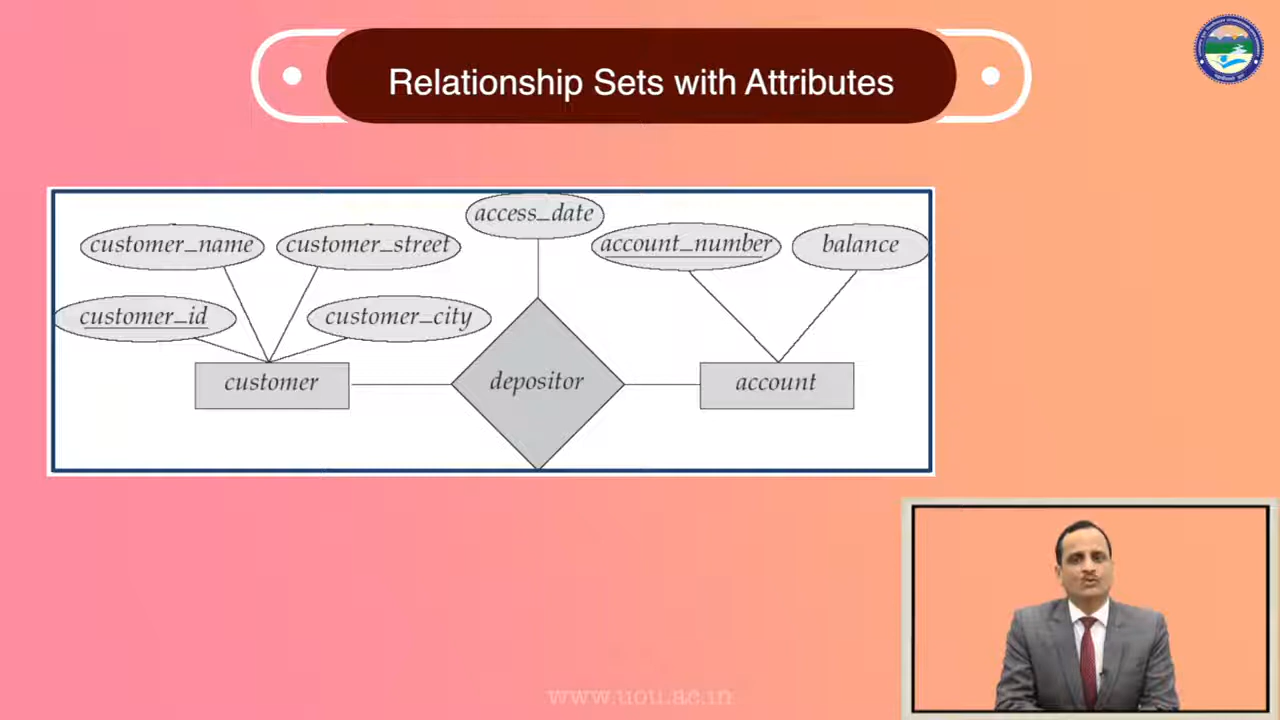 Relationship Sets with Attributes
access_date
customer_name customer_street account_number balance
customer_id customer_city
customer depositor account
www.uou.ac.in